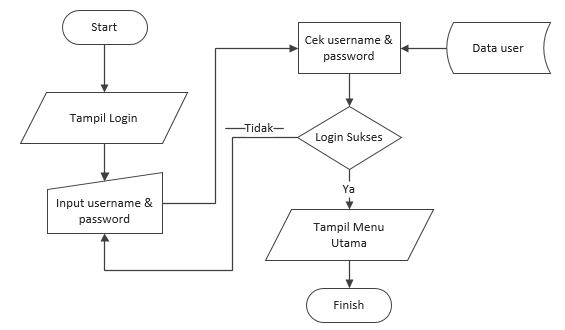 Start
Tampil Login
Input username &
password
Cek username &
password
Data user
Login Sukses
Tidak
Ya
Tampil Menu
Utama
Finish